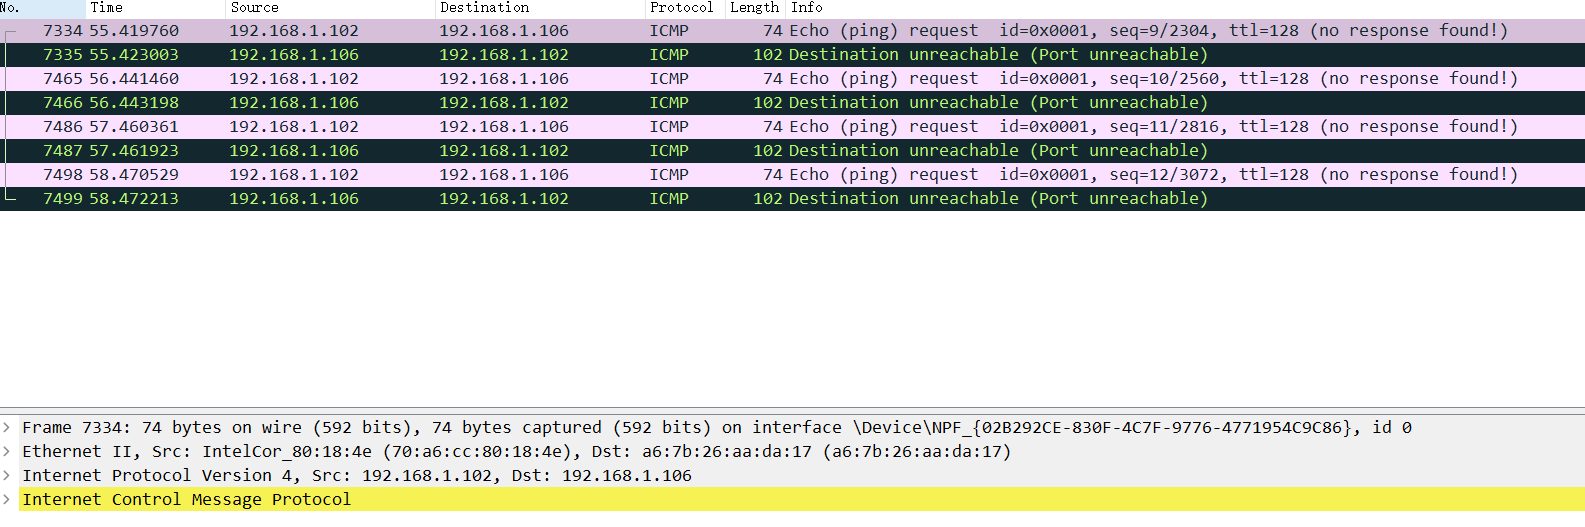 No. Time Source Destination Protocol Length Info
7334 55.419760 192.168.1.102 192.168.1.106 ICMP 74 Echo (ping) request id=0x0001, seq=9/2304, ttl=128 (no response found!)
7335 55.423003 192.168.1.106 192.168.1.102 ICMP 102 Destination unreachable (Port unreachable)
7465 56.441460 192.168.1.102 192.168.1.106 ICMP 74 Echo (ping) request id=0x0001, seq=10/2560, ttl=128 (no response found!)
7466 56.443198 192.168.1.106 192.168.1.102 ICMP 102 Destination unreachable (Port unreachable)
7486 57.460361 192.168.1.102 192.168.1.106 ICMP 74 Echo (ping) request id=0x0001, seq=11/2816, ttl=128 (no response found!)
7487 57.461923 192.168.1.106 192.168.1.102 ICMP 102 Destination unreachable (Port unreachable)
7498 58.470529 192.168.1.102 192.168.1.106 ICMP 74 Echo (ping) request id=0x0001, seq=12/3072, ttl=128 (no response found!)
7499 58.472213 192.168.1.106 192.168.1.102 ICMP 102 Destination unreachable (Port unreachable)
Frame 7334: 74 bytes on wire (592 bits), 74 bytes captured (592 bits) on interface \Device\NPF_{02B292CE-830F-4C7F-9776-4771954C9C86}, id 0
Ethernet II, Src: IntelCor_80:18:4e (70:a6:cc:80:18:4e), Dst: a6:7b:26:aa:da:17 (a6:7b:26:aa:da:17)
Internet Protocol Version 4, Src: 192.168.1.102, Dst: 192.168.1.106
Internet Control Message Protocol